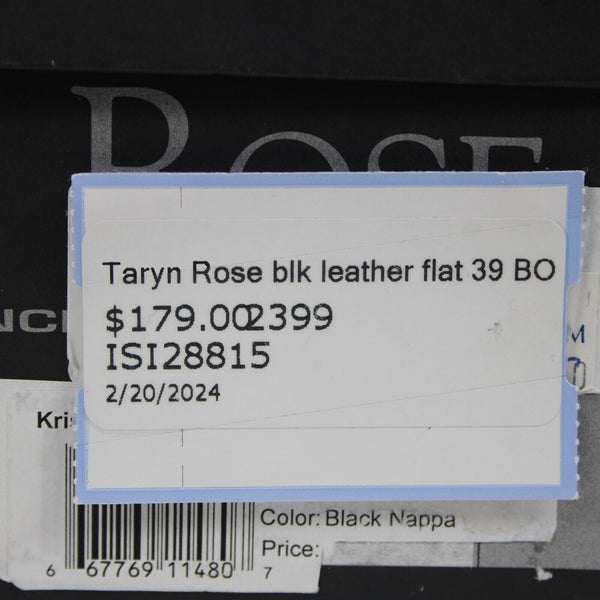 ROSE
Taryn Rose blk leather flat 39 BO
$179.002399
ISI28815
2/20/2024
M
Kris
Color: Black Nappa
Price:
6 67769 11480 7